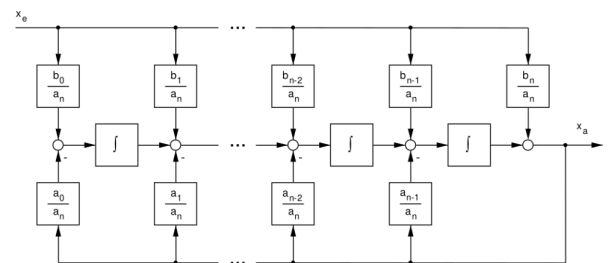 x_e
...
b_0 b_1 b_{n-2} b_{n-1} b_n
a_n a_n a_n a_n a_n
∫ ... ∫ ∫ x_a
- - - -
a_0 a_1 a_{n-2} a_{n-1}
a_n a_n a_n a_n
...